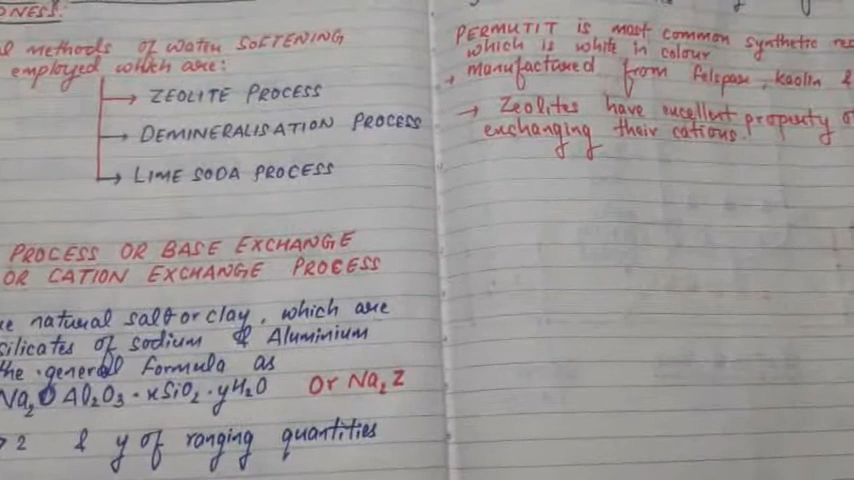 NESS:
methods of water SOFTENING
employed which are:
→ ZEOLITE PROCESS
→ DEMINERALISATION PROCESS
→ LIME SODA PROCESS
PROCESS OR BASE EXCHANGE
OR CATION EXCHANGE PROCESS
natural salt or clay, which are
silicates of sodium & Aluminium
the general formula as
Na₂O Al₂O₃ · xSiO₂ · yH₂O Or Na₂Z
2 & y of ranging quantities
PERMUTIT is most common synthetic
which is white in colour
→ manufactured from felspar, kaolin &
→ Zeolites have excellent property of
exchanging their cations.